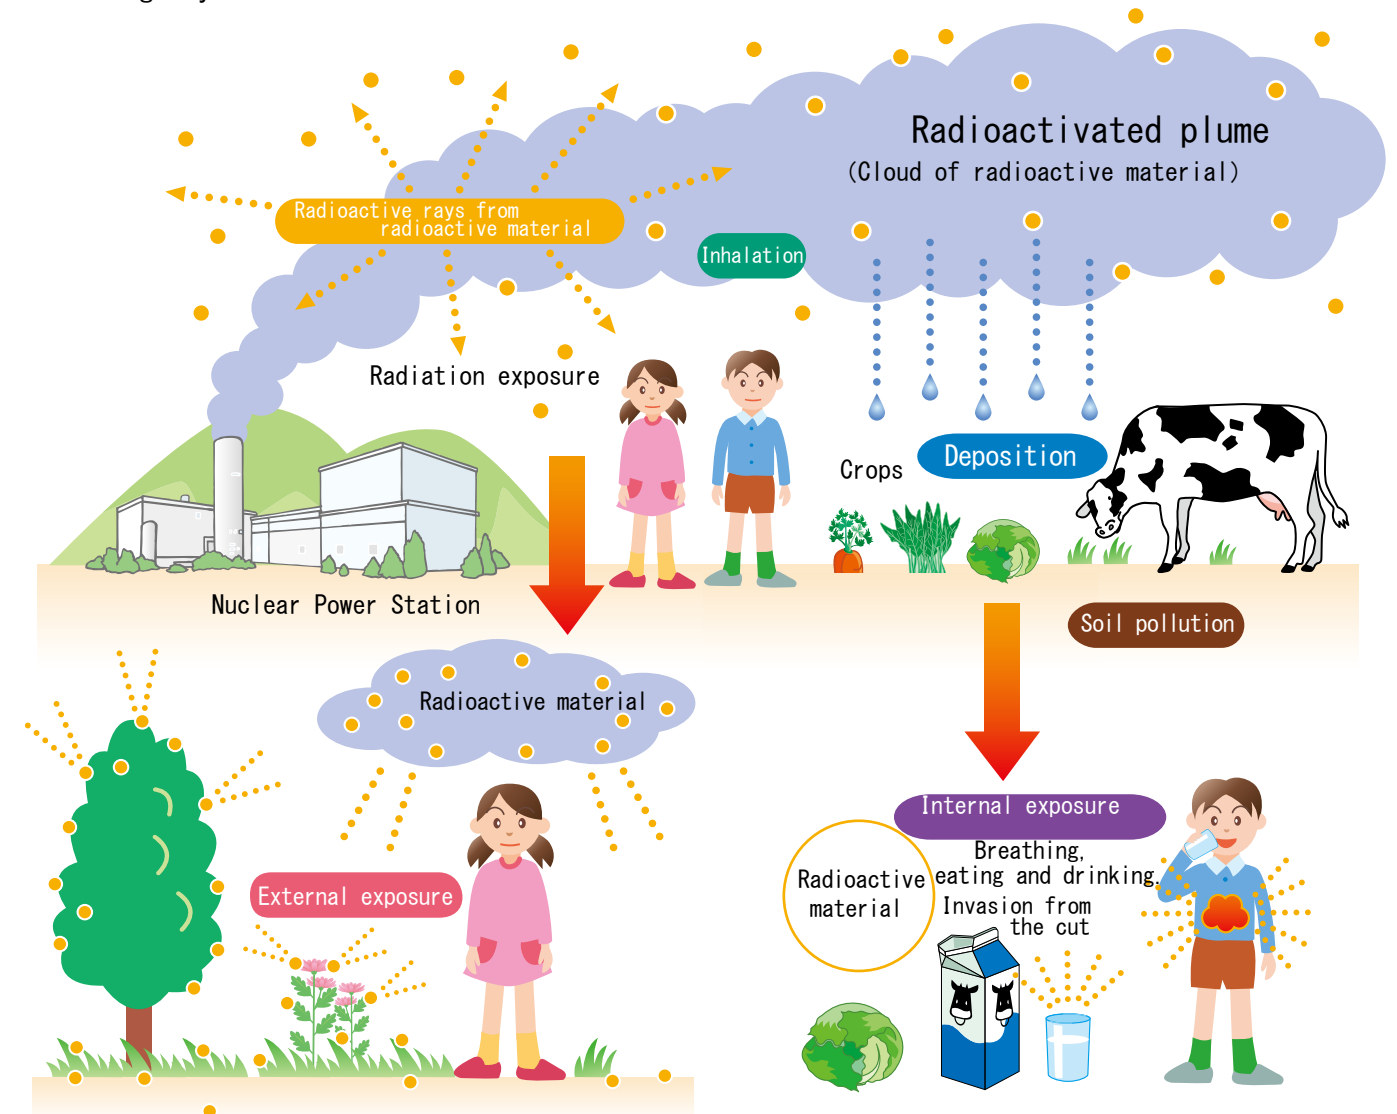 Radioactivated plume
(Cloud of radioactive material)
Radioactive rays from
radioactive material
Inhalation
Radiation exposure
Crops
Deposition
Nuclear Power Station
Soil pollution
Radioactive material
External exposure
Internal exposure
Breathing,
eating and drinking.
Invasion from
the cut
Radioactive
material